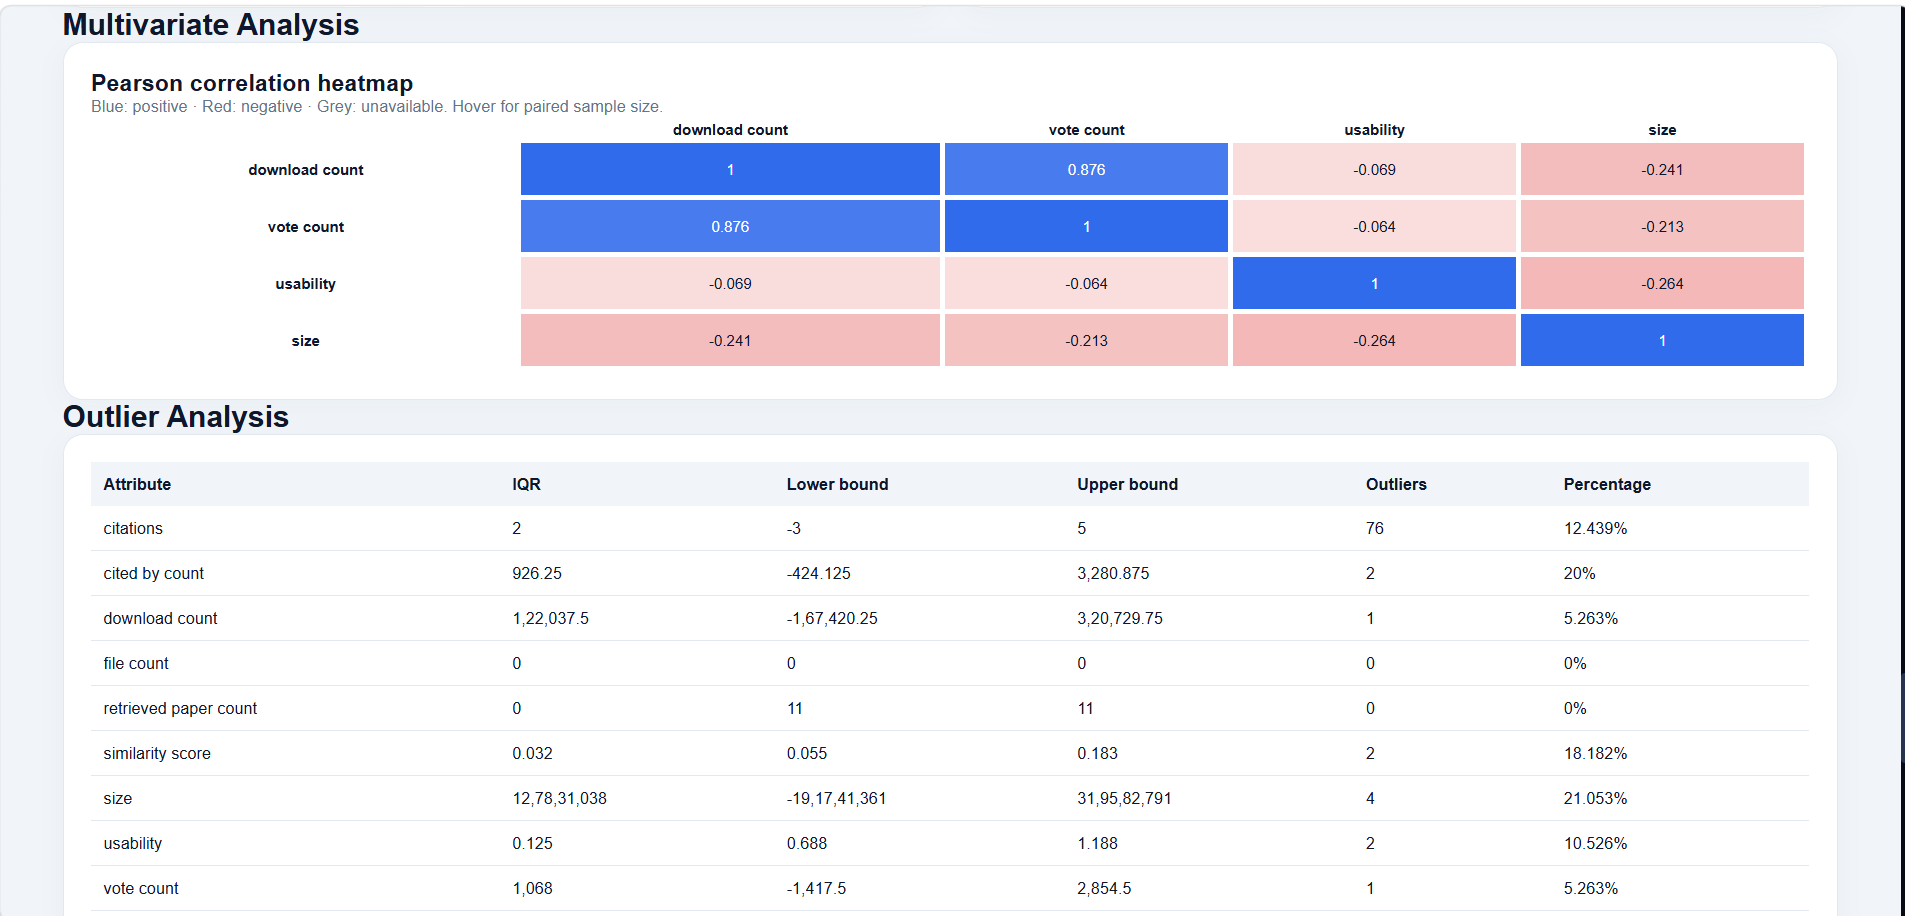 Multivariate Analysis
Pearson correlation heatmap
Blue: positive · Red: negative · Grey: unavailable. Hover for paired sample size.
download count vote count usability size
download count 1 0.876 -0.069 -0.241
vote count 0.876 1 -0.064 -0.213
usability -0.069 -0.064 1 -0.264
size -0.241 -0.213 -0.264 1
Outlier Analysis
Attribute IQR Lower bound Upper bound Outliers Percentage
citations 2 -3 5 76 12.439%
cited by count 926.25 -424.125 3,280.875 2 20%
download count 1,22,037.5 -1,67,420.25 3,20,729.75 1 5.263%
file count 0 0 0 0 0%
retrieved paper count 0 11 11 0 0%
similarity score 0.032 0.055 0.183 2 18.182%
size 12,78,31,038 -19,17,41,361 31,95,82,791 4 21.053%
usability 0.125 0.688 1.188 2 10.526%
vote count 1,068 -1,417.5 2,854.5 1 5.263%